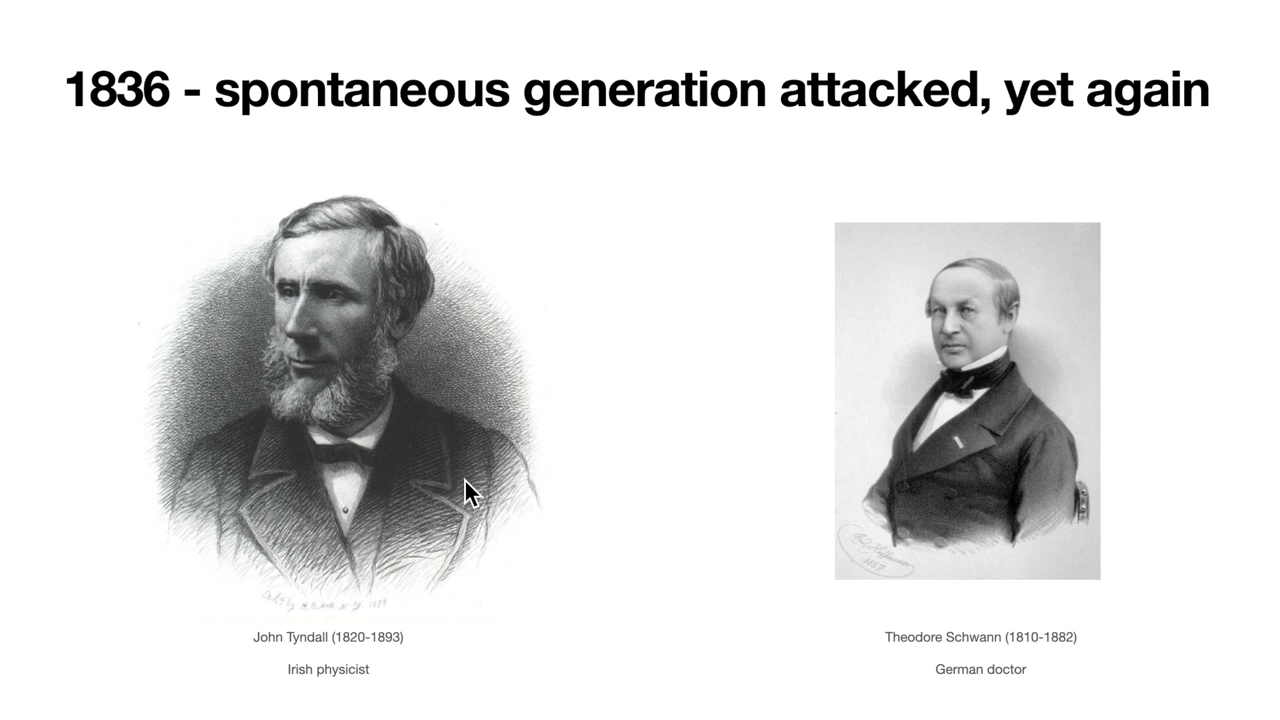 1836 - spontaneous generation attacked, yet again
John Tyndall (1820-1893)
Irish physicist
Theodore Schwann (1810-1882)
German doctor